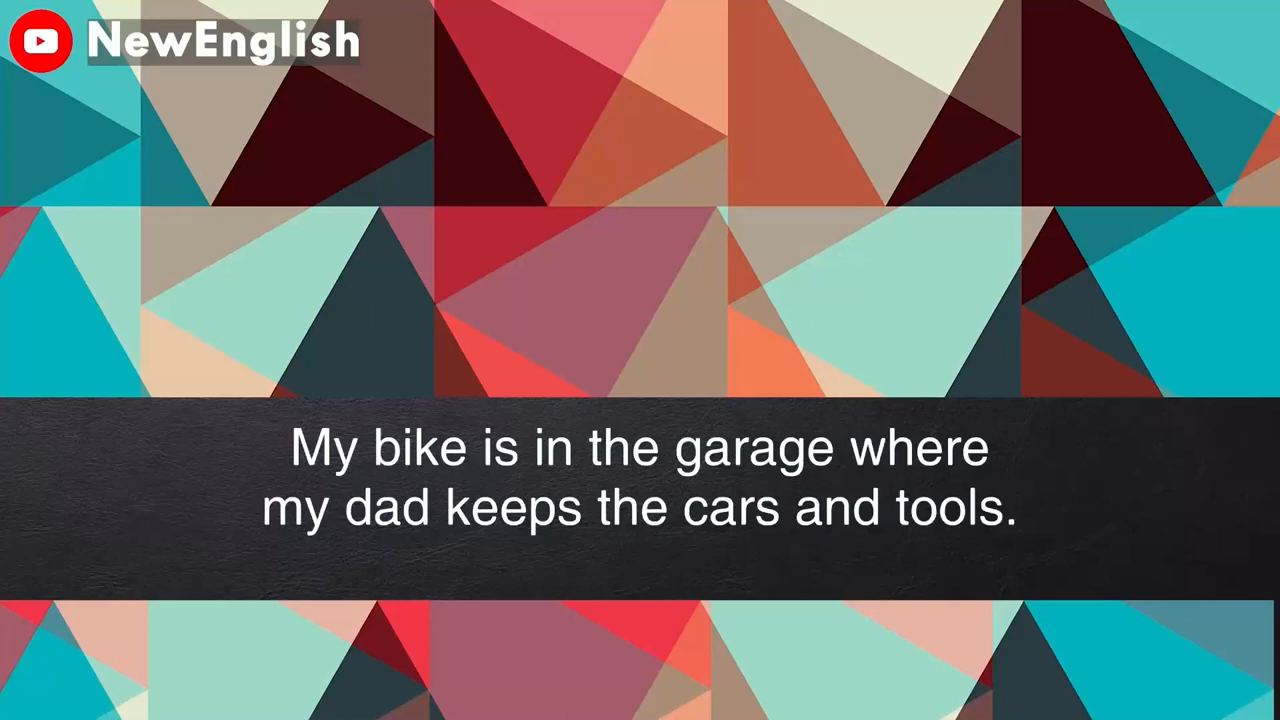 NewEnglish
My bike is in the garage where
my dad keeps the cars and tools.